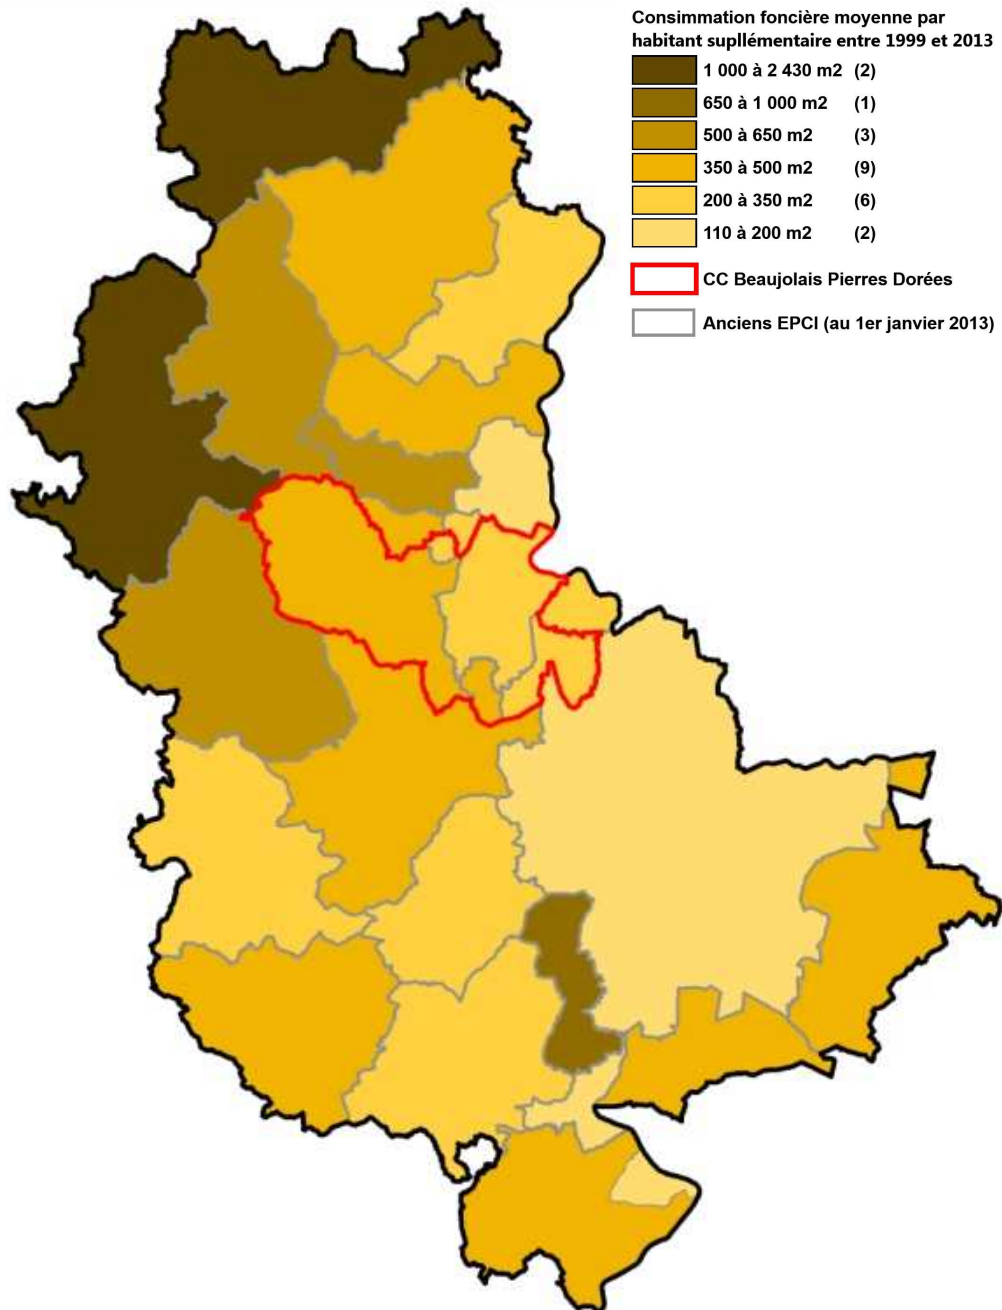 Consimmation foncière moyenne par
habitant supllémentaire entre 1999 et 2013
1 000 à 2 430 m2 (2)
650 à 1 000 m2 (1)
500 à 650 m2 (3)
350 à 500 m2 (9)
200 à 350 m2 (6)
110 à 200 m2 (2)
CC Beaujolais Pierres Dorées
Anciens EPCI (au 1er janvier 2013)